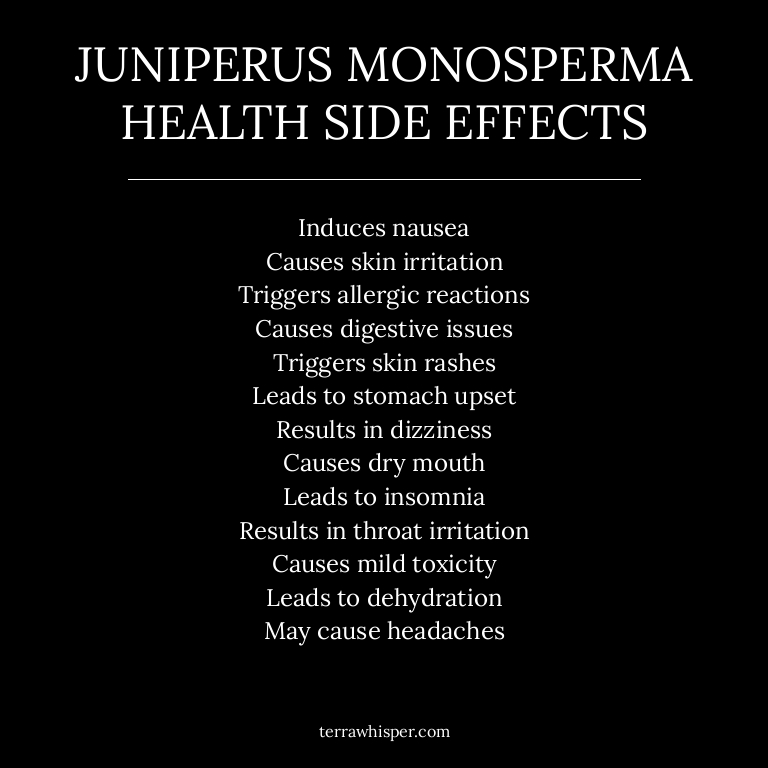 JUNIPERUS MONOSPERMA
HEALTH SIDE EFFECTS
Induces nausea
Causes skin irritation
Triggers allergic reactions
Causes digestive issues
Triggers skin rashes
Leads to stomach upset
Results in dizziness
Causes dry mouth
Leads to insomnia
Results in throat irritation
Causes mild toxicity
Leads to dehydration
May cause headaches
terrawhisper.com